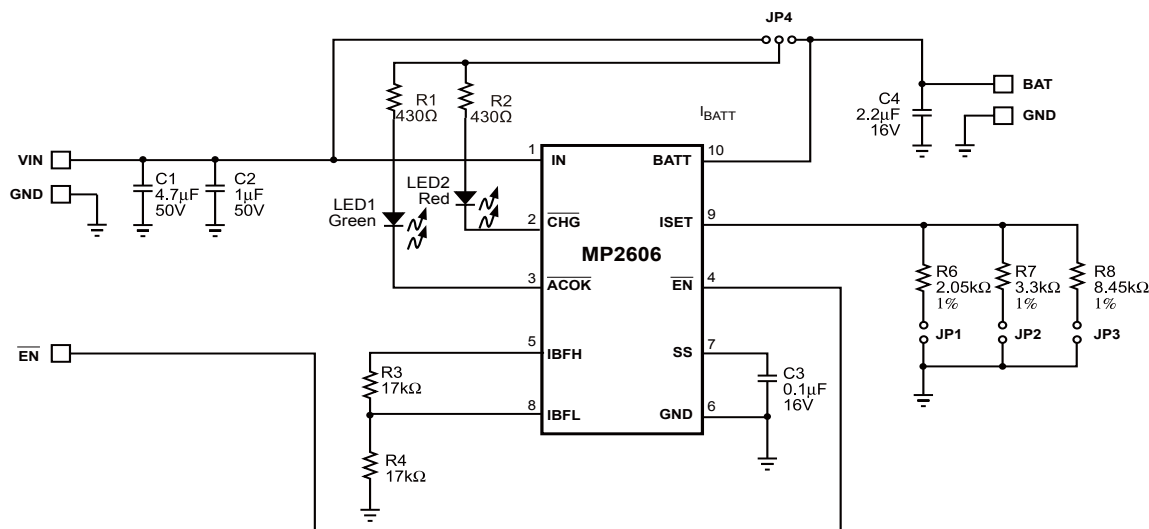 JP4
R1
430Ω
R2
430Ω
IBATT
C4
2.2µF
16V
BAT
GND
VIN
GND
C1
4.7µF
50V
C2
1µF
50V
LED1
Green
LED2
Red
1
IN
BATT
10
2
CHG
ISET
9
MP2606
3
ACOK
EN
4
R6
2.05kΩ
1%
R7
3.3kΩ
1%
R8
8.45kΩ
1%
JP1
JP2
JP3
EN
5
IBFH
SS
7
R3
17kΩ
C3
0.1µF
16V
8
IBFL
GND
6
R4
17kΩ